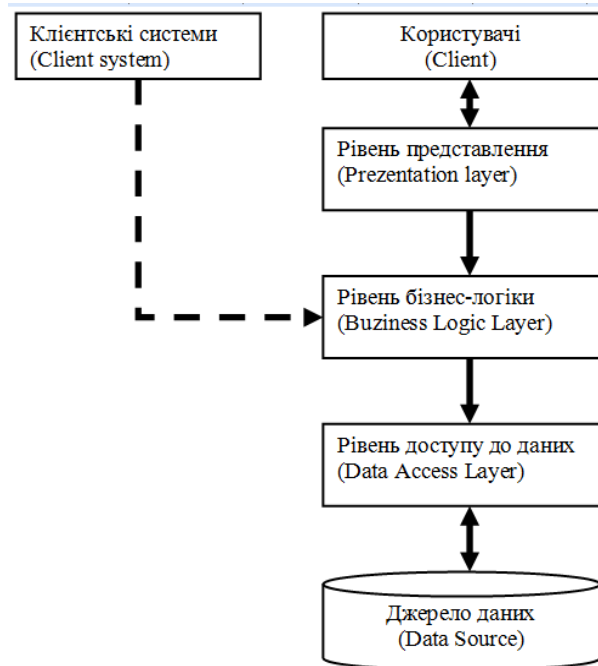 Клієнтські системи
(Client system)
Користувачі
(Client)
Рівень представлення
(Prezentation layer)
Рівень бізнес-логіки
(Buziness Logic Layer)
Рівень доступу до даних
(Data Access Layer)
Джерело даних
(Data Source)